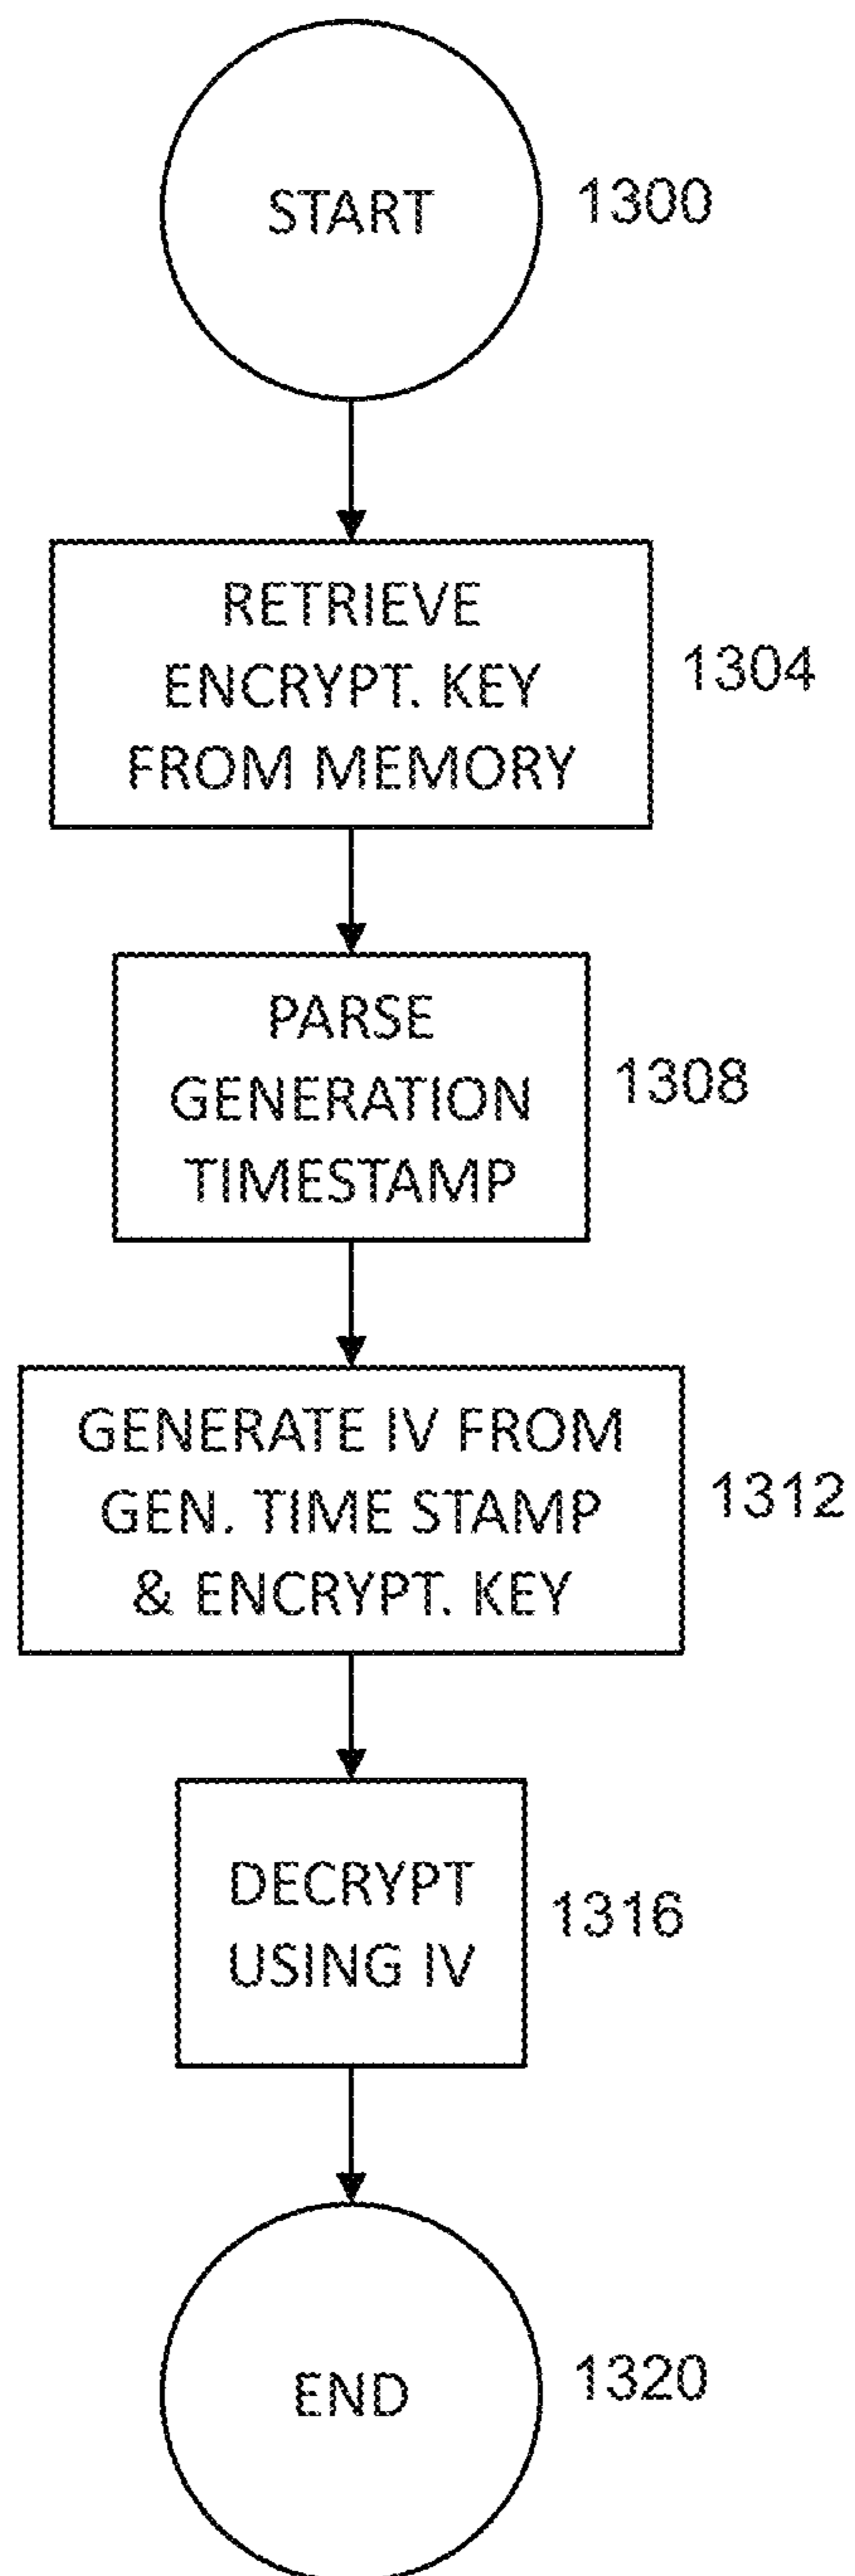 START
1300
RETRIEVE
ENCRYPT. KEY
FROM MEMORY
1304
PARSE
GENERATION
TIMESTAMP
1308
GENERATE IV FROM
GEN. TIME STAMP
& ENCRYPT. KEY
1312
DECRYPT
USING IV
1316
END
1320